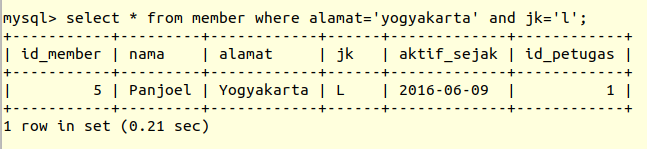 mysql> select * from member where alamat='yogyakarta' and jk='l';
+-----------+---------+------------+------+-------------+------------+
| id_member | nama    | alamat     | jk   | aktif_sejak | id_petugas |
+-----------+---------+------------+------+-------------+------------+
|         5 | Panjoel | Yogyakarta | L    | 2016-06-09  |          1 |
+-----------+---------+------------+------+-------------+------------+
1 row in set (0.21 sec)